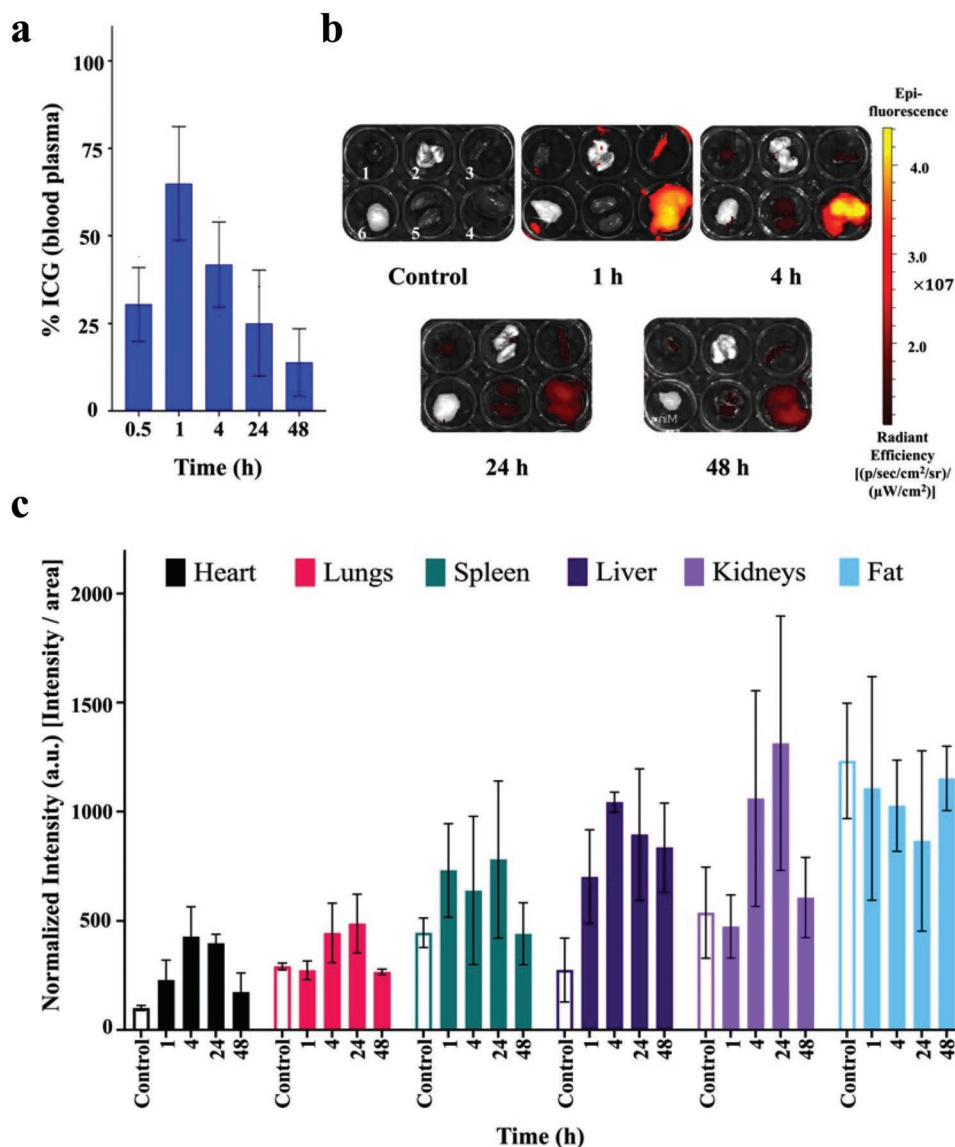 a
% ICG (blood plasma)
100
75
50
25
0
0.5 1 4 24 48
Time (h)
b
1 2 3
6 5 4
Control
1 h
4 h
24 h
48 h
Epi-
fluorescence
4.0
3.0
×107
2.0
Radiant
Efficiency
[(p/sec/cm²/sr)/
(µW/cm²)]
c
Heart Lungs Spleen Liver Kidneys Fat
Normalized Intensity (a.u.) [Intensity / area]
2000
1500
1000
500
0
Control 1 4 24 48 Control 1 4 24 48 Control 1 4 24 48 Control 1 4 24 48 Control 1 4 24 48 Control 1 4 24 48
Time (h)